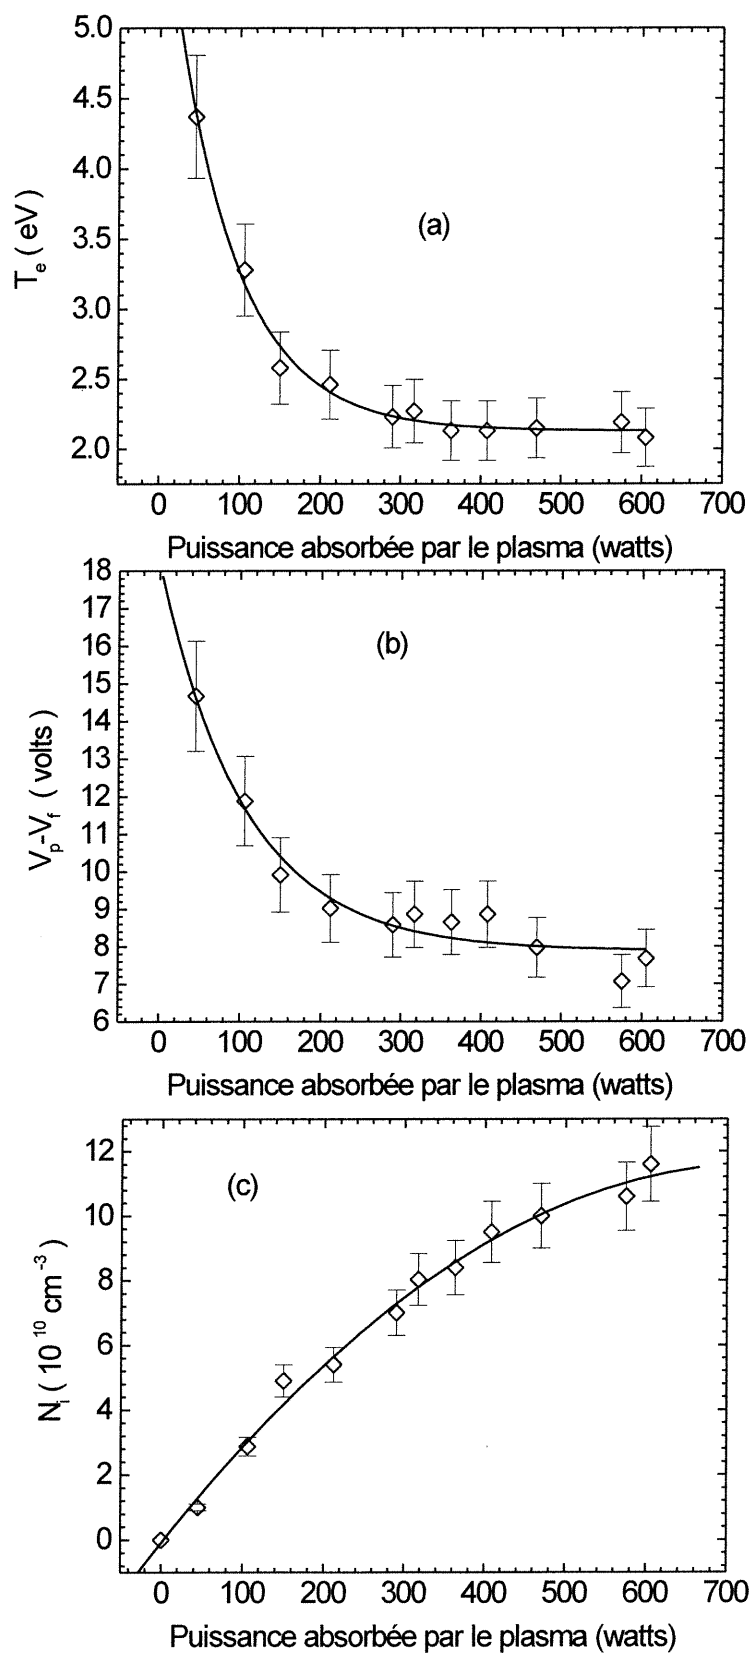 5.0
4.5
4.0
3.5
3.0
2.5
2.0
T_e ( eV)
(a)
0 100 200 300 400 500 600 700
Puissance absorbée par le plasma (watts)
18
17
16
15
14
13
12
11
10
9
8
7
6
V_p-V_f ( volts)
(b)
0 100 200 300 400 500 600 700
Puissance absorbée par le plasma (watts)
12
10
8
6
4
2
0
N_i ( 10^10 cm^-3)
(c)
0 100 200 300 400 500 600 700
Puissance absorbée par le plasma (watts)